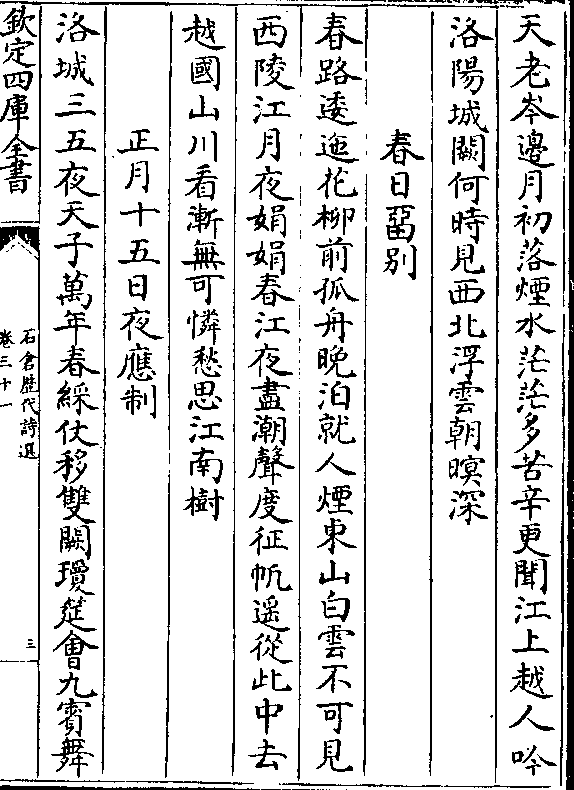 天老岑邊月初落煙水茫茫多苦辛更聞江上越人吟
洛陽城闕何時見西北浮雲朝暝深
春日畱别
春路逶迤花柳前孤舟晚泊就人煙東山白雲不可見
西陵江月夜娟娟春江夜盡潮聲度征帆遥從此中去
越國山川看漸無可憐愁思江南樹
正月十五日夜應制
洛城三五夜天子萬年春綵仗移雙闕瓊筵會九賓舞
欽定四庫全書
石倉歴代詩選
卷三十一
三